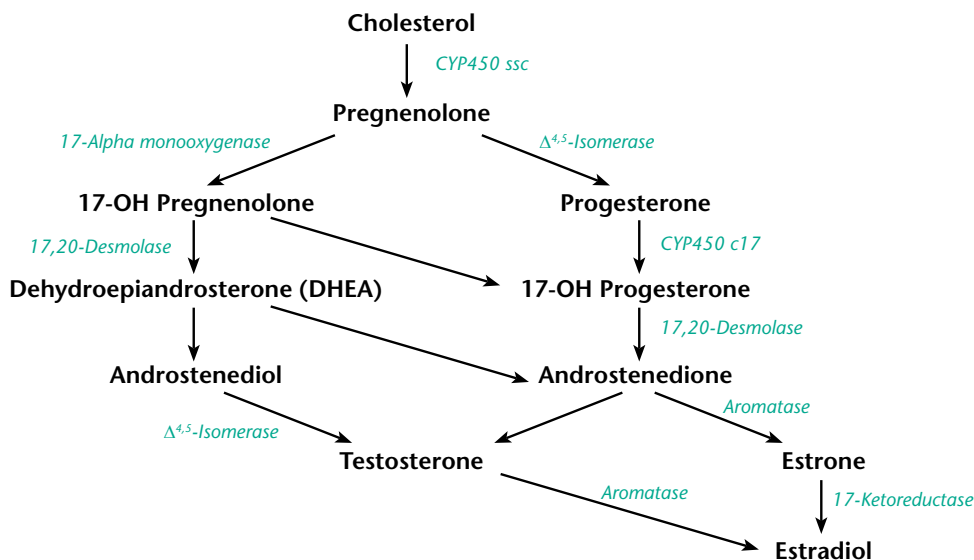 Cholesterol
CYP450 ssc
Pregnenolone
17-Alpha monooxygenase
Δ⁴,⁵-Isomerase
17-OH Pregnenolone
Progesterone
17,20-Desmolase
CYP450 c17
Dehydroepiandrosterone (DHEA)
17-OH Progesterone
17,20-Desmolase
Androstenediol
Androstenedione
Aromatase
Δ⁴,⁵-Isomerase
Testosterone
Estrone
Aromatase
17-Ketoreductase
Estradiol